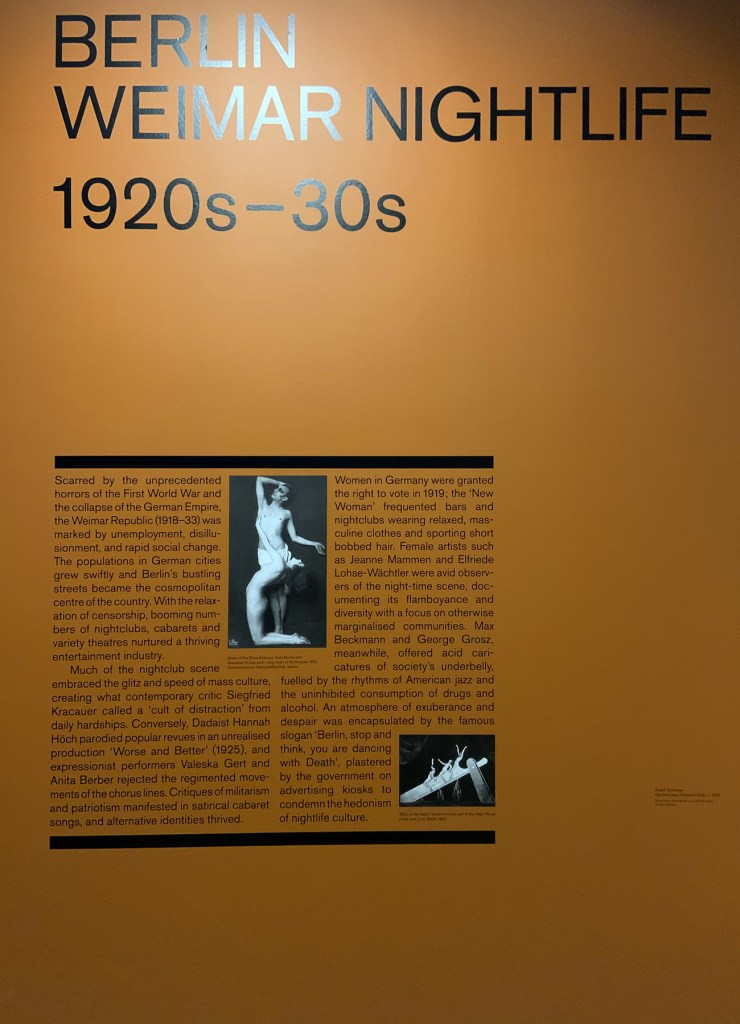 BERLIN
WEIMAR NIGHTLIFE
1920s–30s
Scarred by the unprecedented
horrors of the First World War and
the collapse of the German Empire,
the Weimar Republic (1918–33) was
marked by unemployment, disillu-
sionment, and rapid social change.
The populations in German cities
grew swiftly and Berlin's bustling
streets became the cosmopolitan
centre of the country. With the relax-
ation of censorship, booming num-
bers of nightclubs, cabarets and
variety theatres nurtured a thriving
entertainment industry.
Much of the nightclub scene
embraced the glitz and speed of mass culture,
creating what contemporary critic Siegfried
Kracauer called a 'cult of distraction' from
daily hardships. Conversely, Dadaist Hannah
Höch parodied popular revues in an unrealised
production 'Worse and Better' (1925), and
expressionist performers Valeska Gert and
Anita Berber rejected the regimented move-
ments of the chorus lines. Critiques of militarism
and patriotism manifested in satirical cabaret
songs, and alternative identities thrived.
Women in Germany were granted
the right to vote in 1919; the 'New
Woman' frequented bars and
nightclubs wearing relaxed, mas-
culine clothes and sporting short
bobbed hair. Female artists such
as Jeanne Mammen and Elfriede
Lohse-Wächtler were avid observ-
ers of the night-time scene, doc-
umenting its flamboyance and
diversity with a focus on otherwise
marginalised communities. Max
Beckmann and George Grosz,
meanwhile, offered acid cari-
catures of society's underbelly,
fuelled by the rhythms of American jazz and
the uninhibited consumption of drugs and
alcohol. An atmosphere of exuberance and
despair was encapsulated by the famous
slogan 'Berlin, stop and
think, you are dancing
with Death', plastered
by the government on
advertising kiosks to
condemn the hedonism
of nightlife culture.